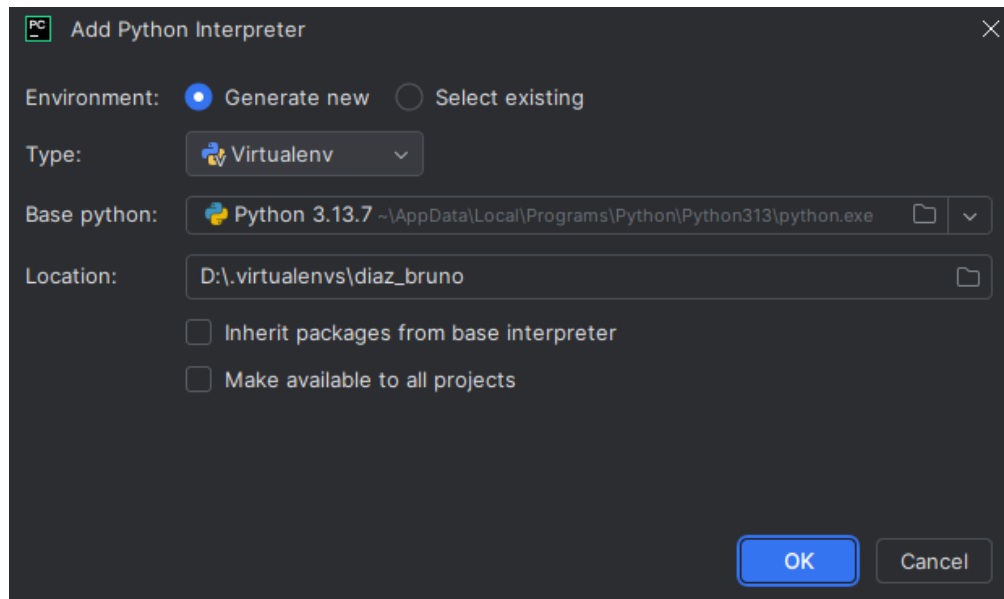 PC Add Python Interpreter
Environment: Generate new Select existing
Type: Virtualenv
Base python: Python 3.13.7 ~\AppData\Local\Programs\Python\Python313\python.exe
Location: D:\.virtualenvs\diaz_bruno
Inherit packages from base interpreter
Make available to all projects
OK Cancel